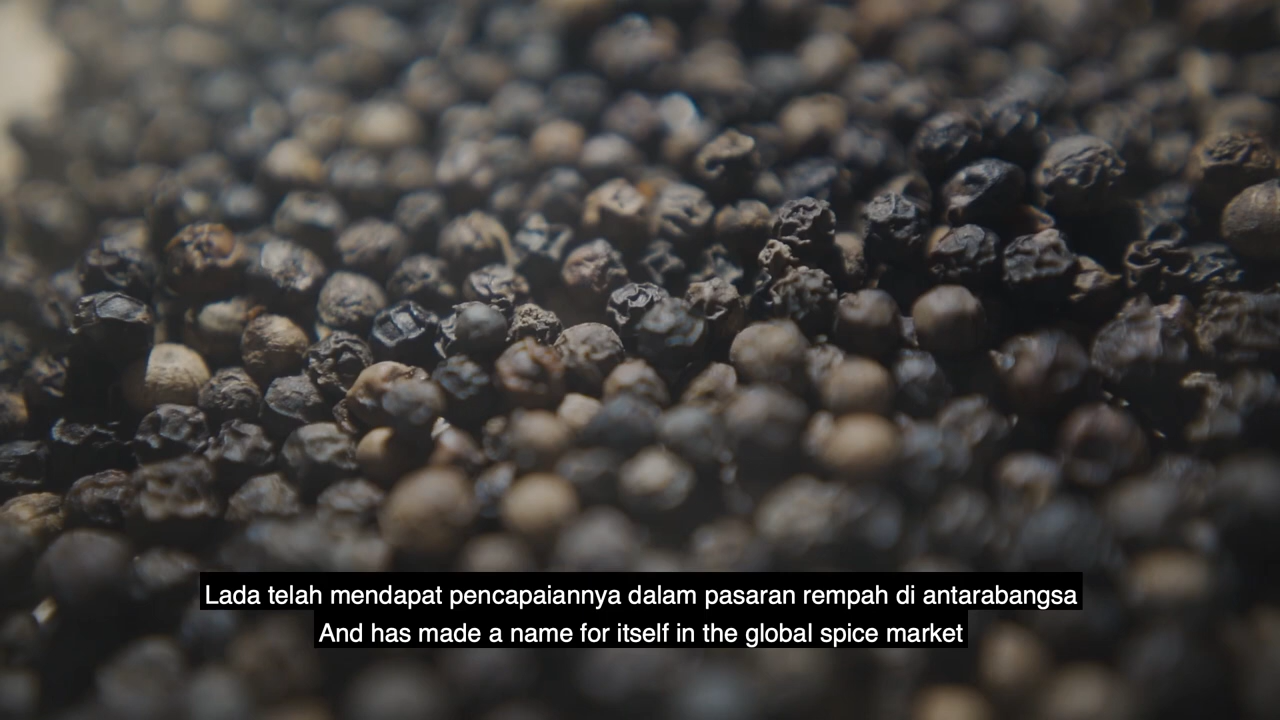 Lada telah mendapat pencapaiannya dalam pasaran rempah di antarabangsa
And has made a name for itself in the global spice market